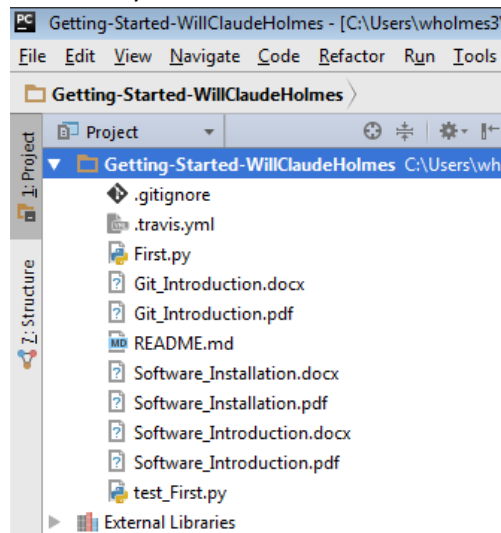 PC Getting-Started-WillClaudeHolmes - [C:\Users\wholmes3\
File Edit View Navigate Code Refactor Run Tools
Getting-Started-WillClaudeHolmes
1: Project
7: Structure
Project
Getting-Started-WillClaudeHolmes C:\Users\wh
.gitignore
.travis.yml
First.py
Git_Introduction.docx
Git_Introduction.pdf
MD README.md
Software_Installation.docx
Software_Installation.pdf
Software_Introduction.docx
Software_Introduction.pdf
test_First.py
External Libraries